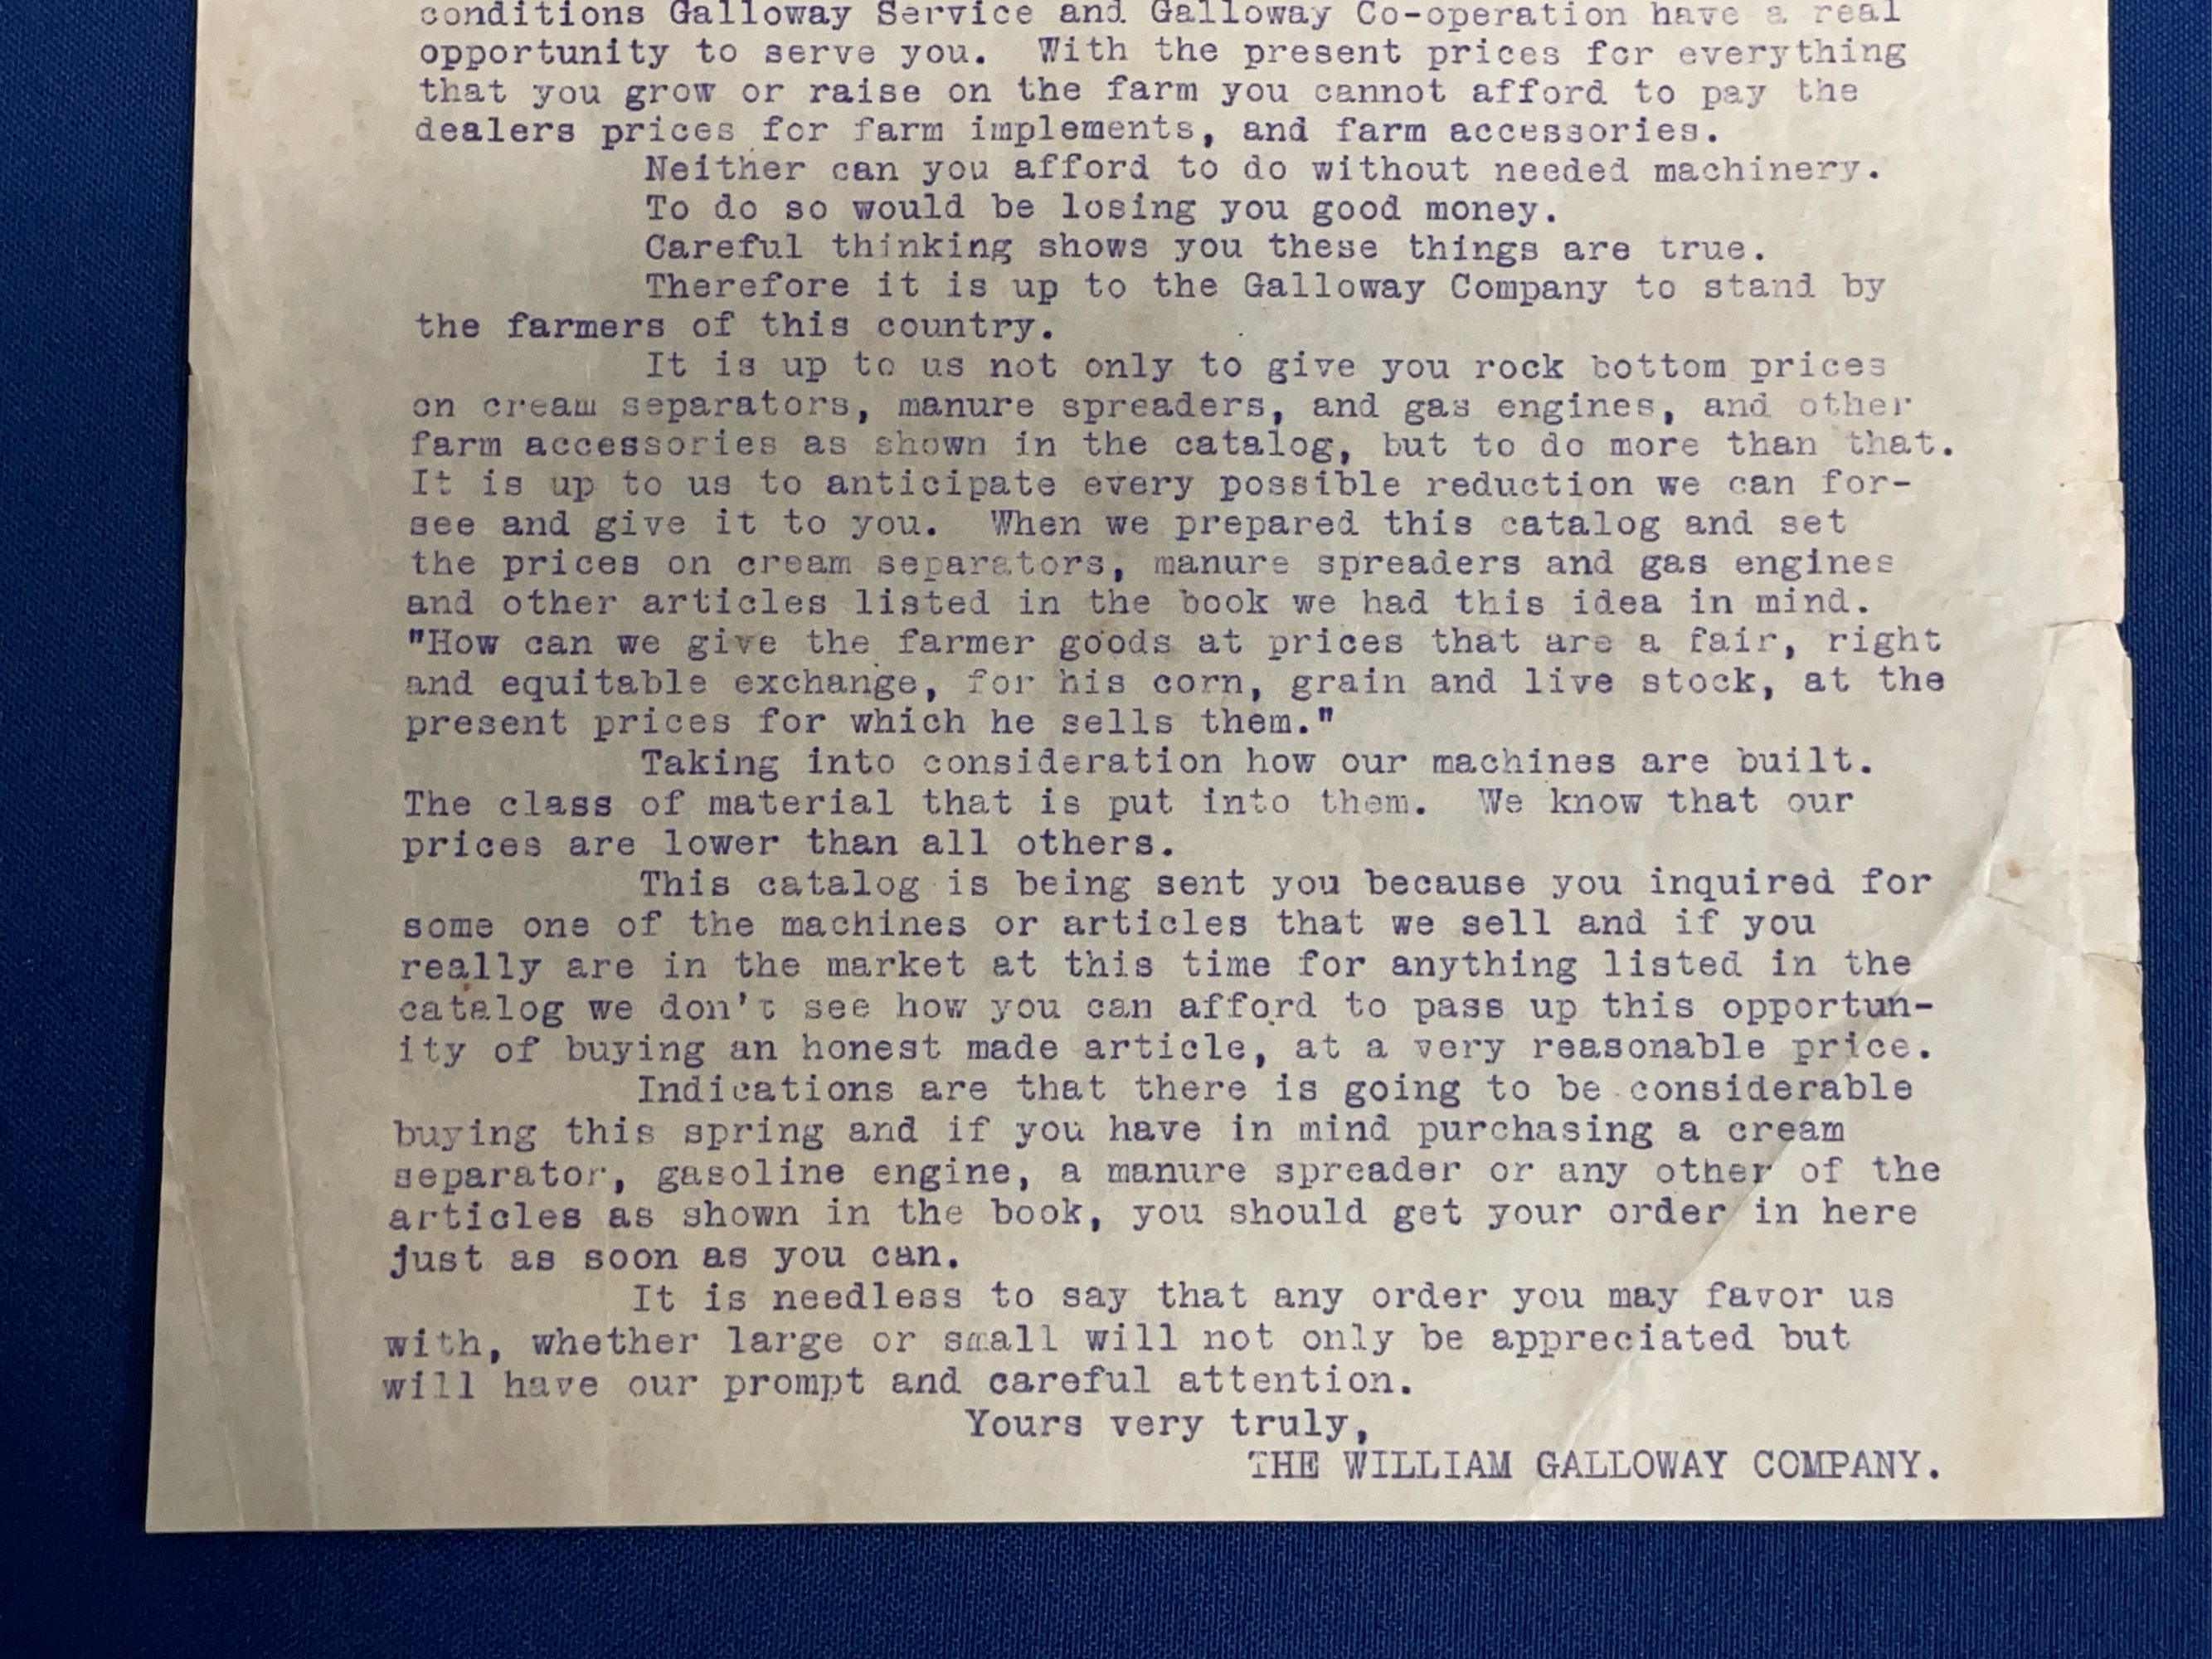 conditions Galloway Service and Galloway Co-operation have a real
opportunity to serve you.  With the present prices for everything
that you grow or raise on the farm you cannot afford to pay the
dealers prices for farm implements, and farm accessories.
Neither can you afford to do without needed machinery.
To do so would be losing you good money.
Careful thinking shows you these things are true.
Therefore it is up to the Galloway Company to stand by
the farmers of this country.
It is up to us not only to give you rock bottom prices
on cream separators, manure spreaders, and gas engines, and other
farm accessories as shown in the catalog, but to do more than that.
It is up to us to anticipate every possible reduction we can for-
see and give it to you.  When we prepared this catalog and set
the prices on cream separators, manure spreaders and gas engines
and other articles listed in the book we had this idea in mind.
"How can we give the farmer goods at prices that are a fair, right
and equitable exchange, for his corn, grain and live stock, at the
present prices for which he sells them."
Taking into consideration how our machines are built.
The class of material that is put into them.  We know that our
prices are lower than all others.
This catalog is being sent you because you inquired for
some one of the machines or articles that we sell and if you
really are in the market at this time for anything listed in the
catalog we don't see how you can afford to pass up this opportun-
ity of buying an honest made article, at a very reasonable price.
Indications are that there is going to be considerable
buying this spring and if you have in mind purchasing a cream
separator, gasoline engine, a manure spreader or any other of the
articles as shown in the book, you should get your order in here
just as soon as you can.
It is needless to say that any order you may favor us
with, whether large or small will not only be appreciated but
will have our prompt and careful attention.
Yours very truly,
THE WILLIAM GALLOWAY COMPANY.